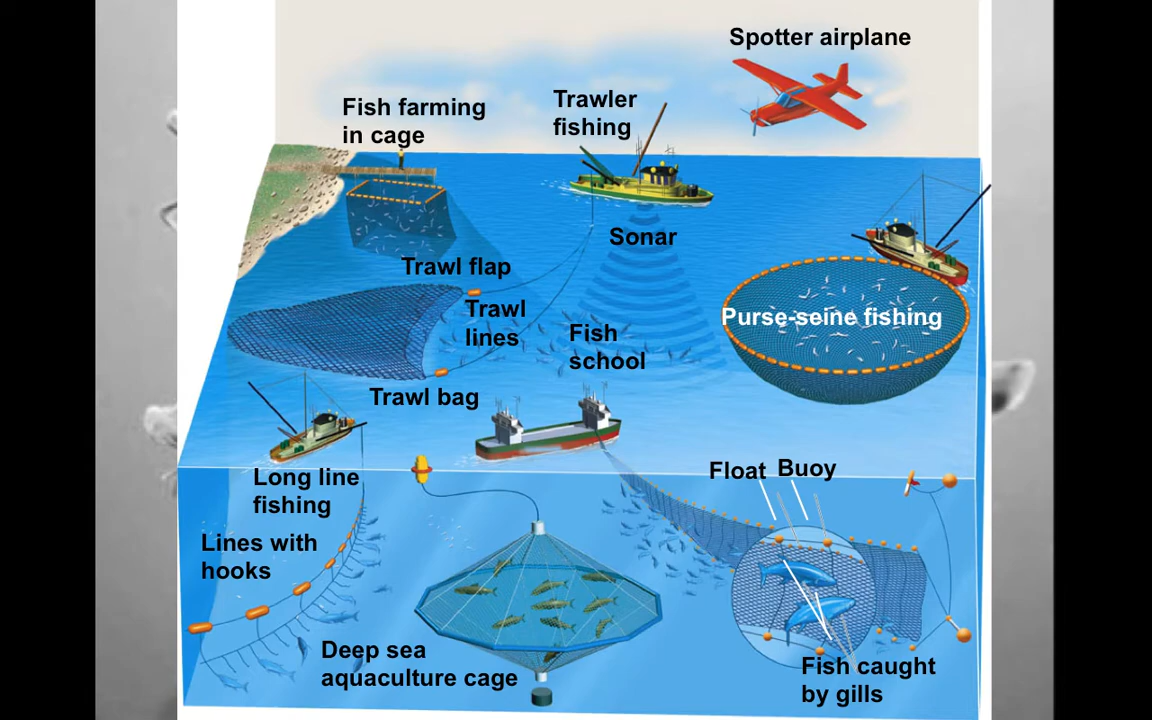 Spotter airplane
Fish farming
in cage
Trawler
fishing
Sonar
Trawl flap
Trawl
lines
Purse-seine fishing
Fish
school
Trawl bag
Long line
fishing
Float
Buoy
Lines with
hooks
Deep sea
aquaculture cage
Fish caught
by gills